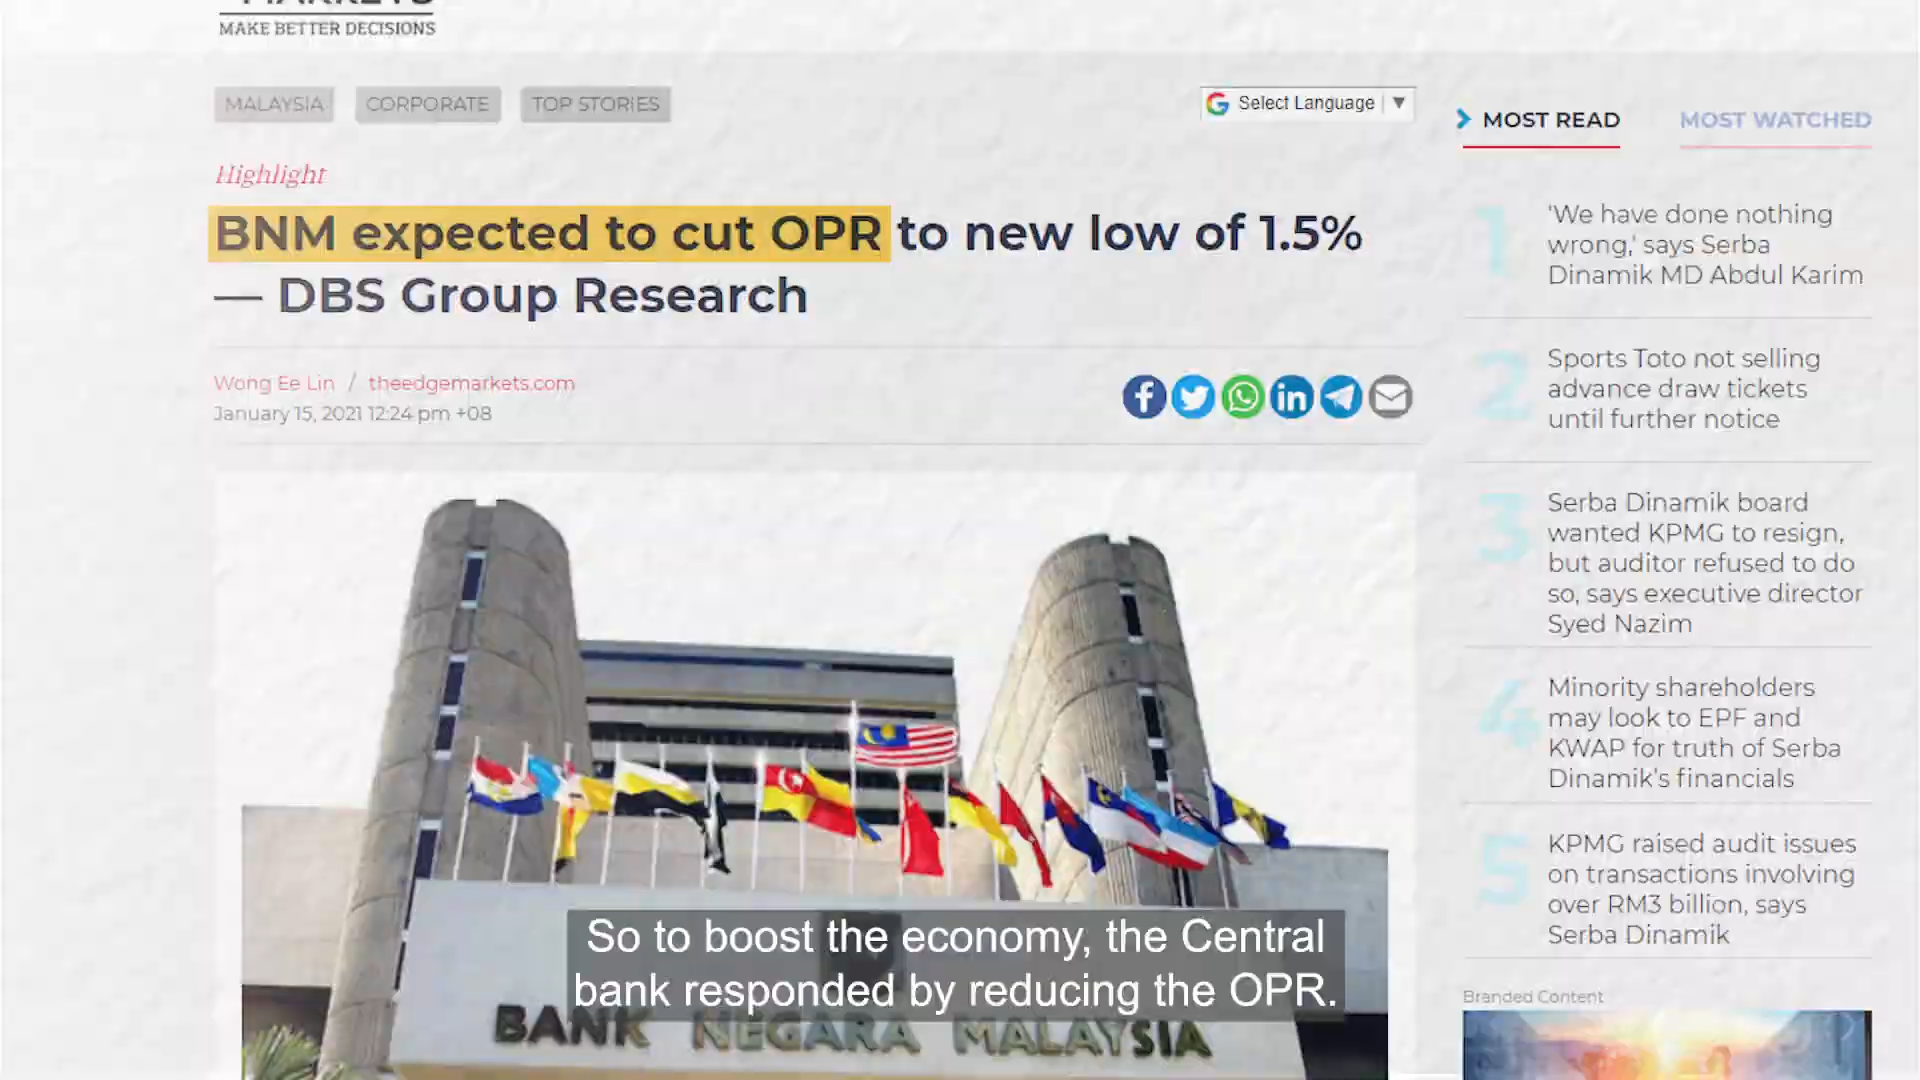 MAKE BETTER DECISIONS
MALAYSIA
CORPORATE
TOP STORIES
Select Language
MOST READ
MOST WATCHED
Highlight
BNM expected to cut OPR to new low of 1.5%
— DBS Group Research
Wong Ee Lin / theedgemarkets.com
January 15, 2021 12:24 pm +08
1
'We have done nothing
wrong,' says Serba
Dinamik MD Abdul Karim
2
Sports Toto not selling
advance draw tickets
until further notice
3
Serba Dinamik board
wanted KPMG to resign,
but auditor refused to do
so, says executive director
Syed Nazim
4
Minority shareholders
may look to EPF and
KWAP for truth of Serba
Dinamik's financials
5
KPMG raised audit issues
on transactions involving
over RM3 billion, says
Serba Dinamik
Branded Content
So to boost the economy, the Central
bank responded by reducing the OPR.
BANK NEGARA MALAYSIA